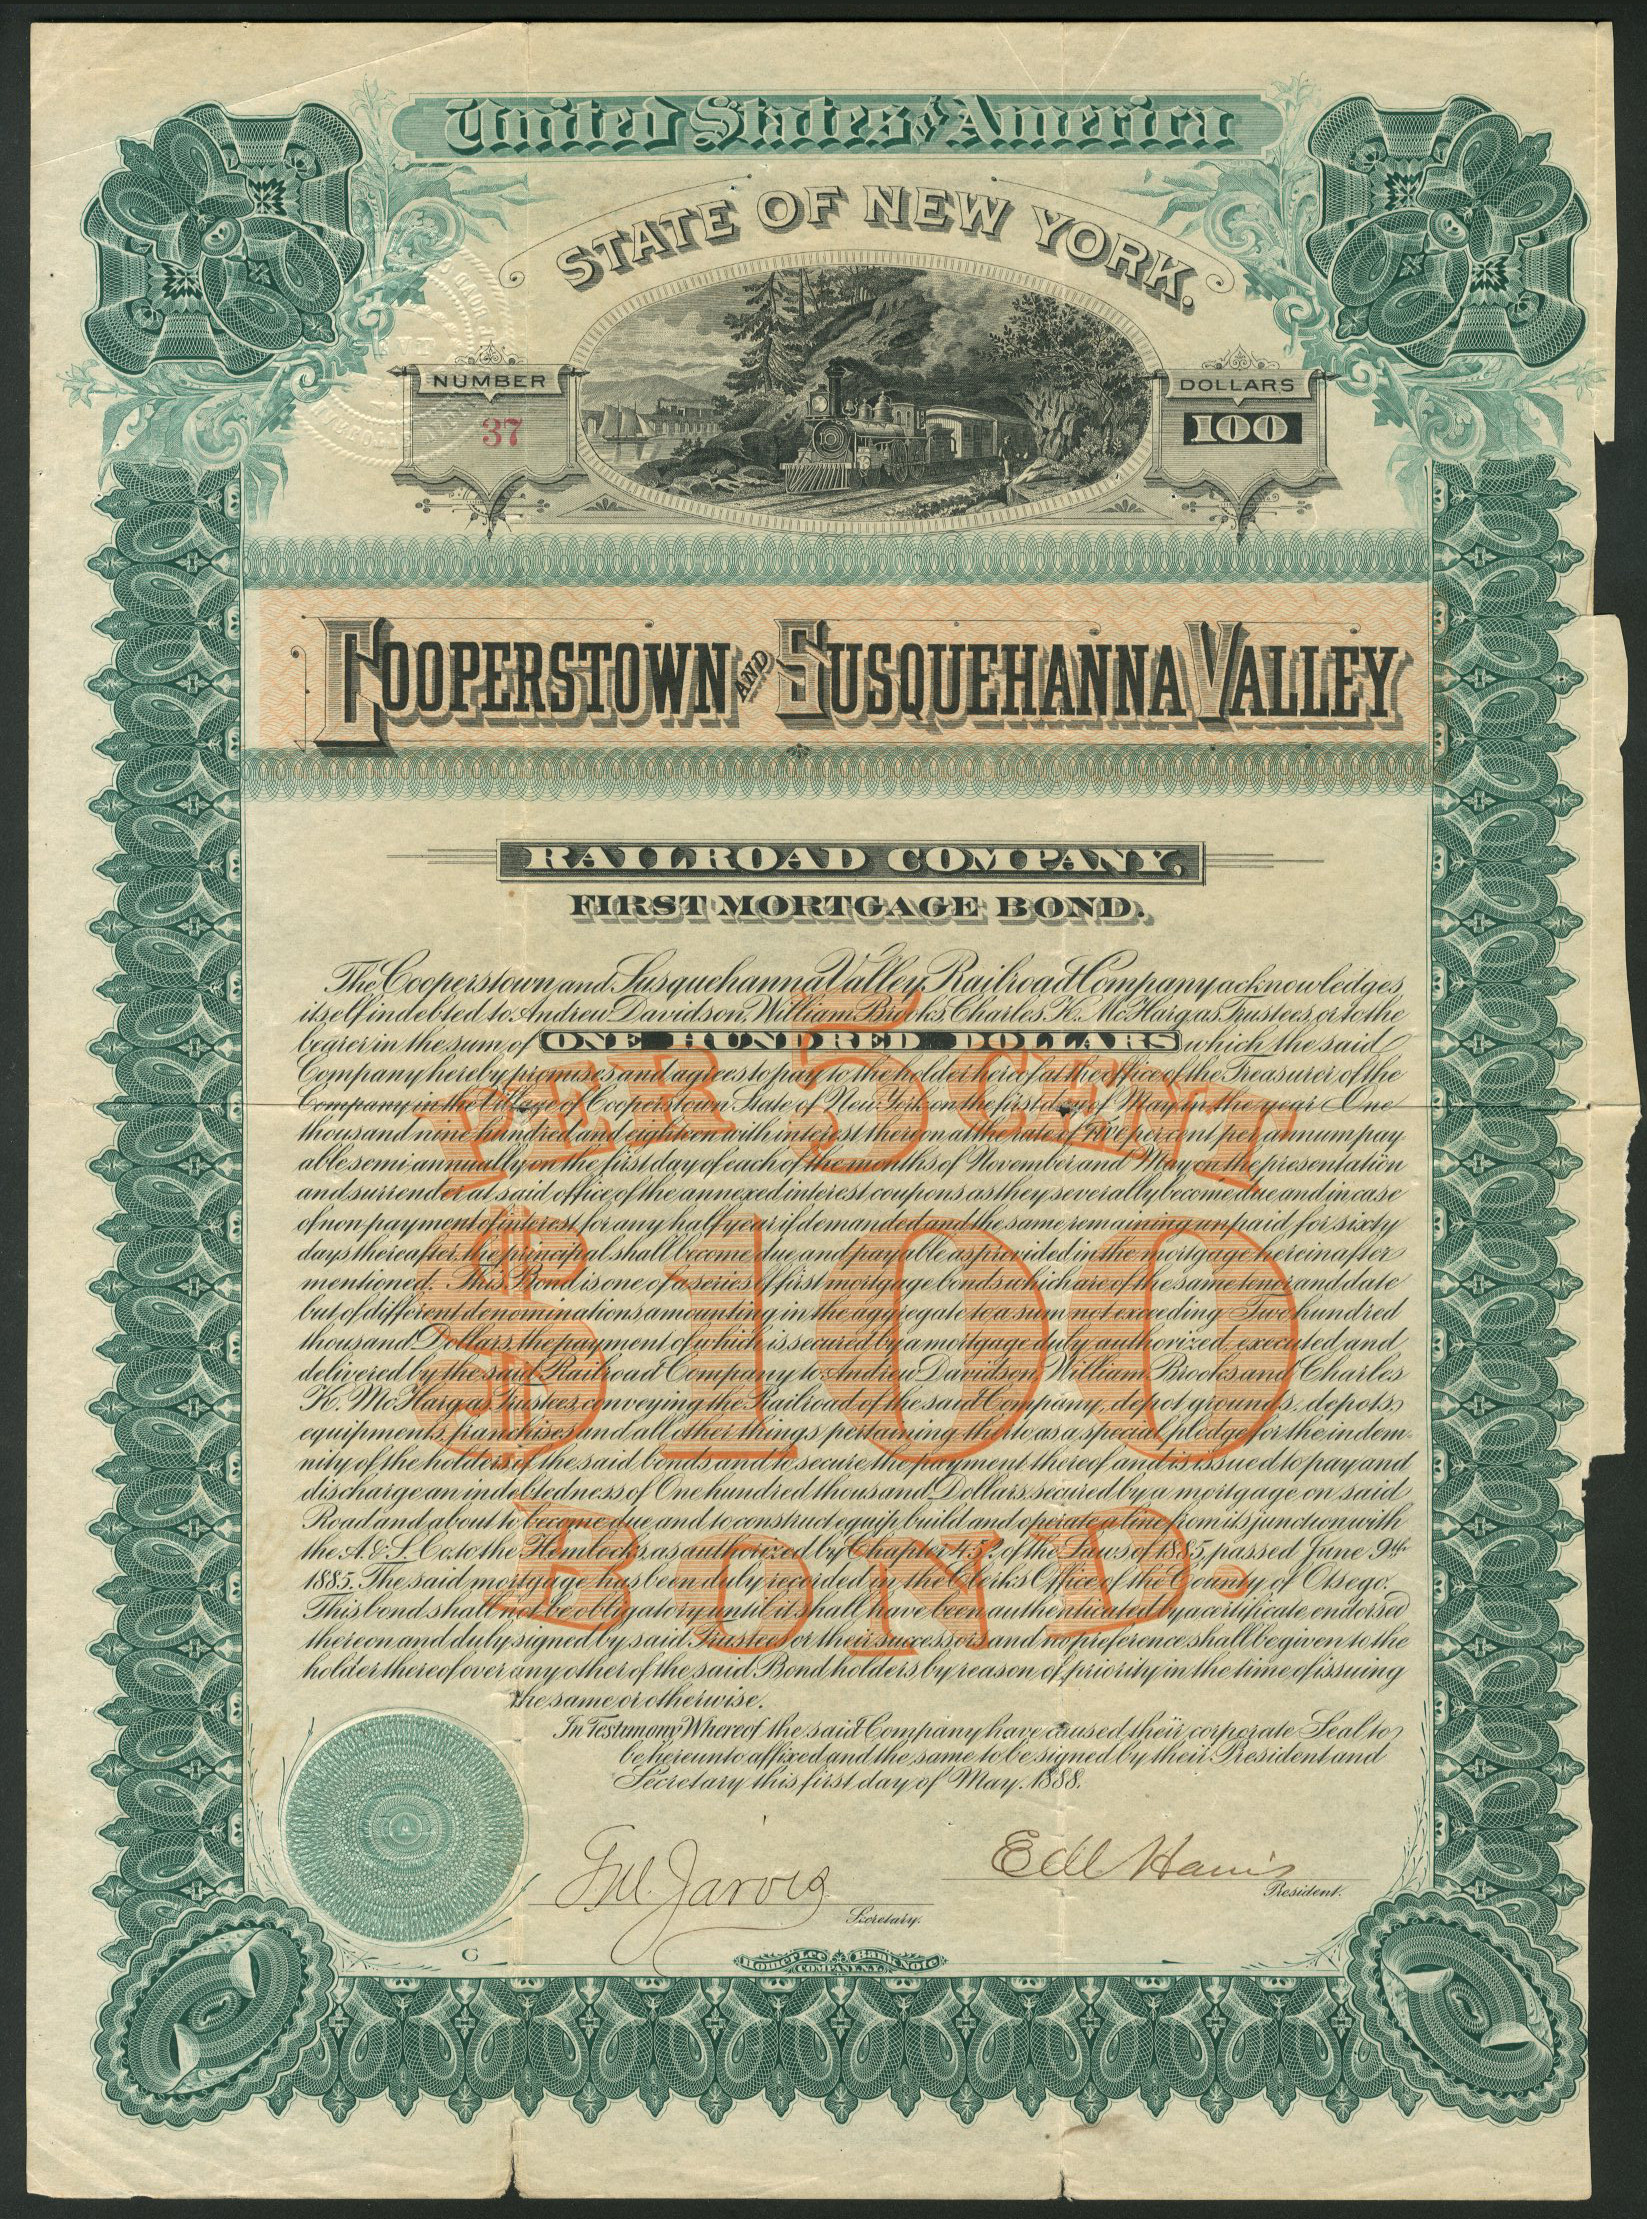 United States of America
STATE OF NEW YORK.
NUMBER
37
DOLLARS
100
COOPERSTOWN AND SUSQUEHANNA VALLEY
RAILROAD COMPANY,
FIRST MORTGAGE BOND.
The Cooperstown and Susquehanna Valley Railroad Company acknowledges
itself indebted to Andrew Davidson, William Brooks, Charles K. McHarg as Trustees, or to the
bearer in the sum of ONE HUNDRED DOLLARS which the said
Company hereby promises and agrees to pay to the holder hereof at the office of the Treasurer of the
Company in the Village of Cooperstown State of New York on the first day of May in the year One
thousand nine hundred and eighteen with interest thereon at the rate of Five per cent per annum pay-
able semi-annually on the first day of each of the months of November and May on the presentation
and surrender at said office of the annexed interest coupons as they severally become due and in case
of non payment of interest for any half year if demanded and the same remaining unpaid for sixty
days thereafter, the principal shall become due and payable as provided in the mortgage hereinafter
mentioned. This Bond is one of a series of first mortgage bonds which are of the same tenor and date
but of different denominations amounting in the aggregate to a sum not exceeding Two hundred
thousand Dollars, the payment of which is secured by a mortgage duly authorized, executed and
delivered by the said Railroad Company to Andrew Davidson, William Brooks and Charles
K. McHarg as Trustees, conveying the Railroad of the said Company, depot grounds, depots,
equipments, franchises and all other things pertaining thereto as a special pledge for the indem-
nity of the holders of the said bonds and to secure the payment thereof and is issued to pay and
discharge an indebtedness of One hundred thousand Dollars, secured by a mortgage on said
Road and about to become due and to construct, equip, build and operate a line from its junction with
the A. & S. Co. to the Hemlocks, as authorized by Chapter 452 of the Laws of 1885, passed June 9th
1885. The said mortgage has been duly recorded in the Clerk's Office of the County of Otsego.
This bond shall not be obligatory until it shall have been authenticated by a certificate endorsed
thereon and duly signed by said Trustees or their successors and no preference shall be given to the
holder thereof over any other of the said Bond holders by reason of priority in the time of issuing
the same or otherwise.
5
PER CENT
$100
BOND.
In Testimony Whereof the said Company have caused their corporate Seal to
be hereunto affixed and the same to be signed by their President and
Secretary this first day of May, 1888.
Jarvis
Secretary.
Harris
President.
C
Homer Lee Bank Note
COMPANY, N.Y.